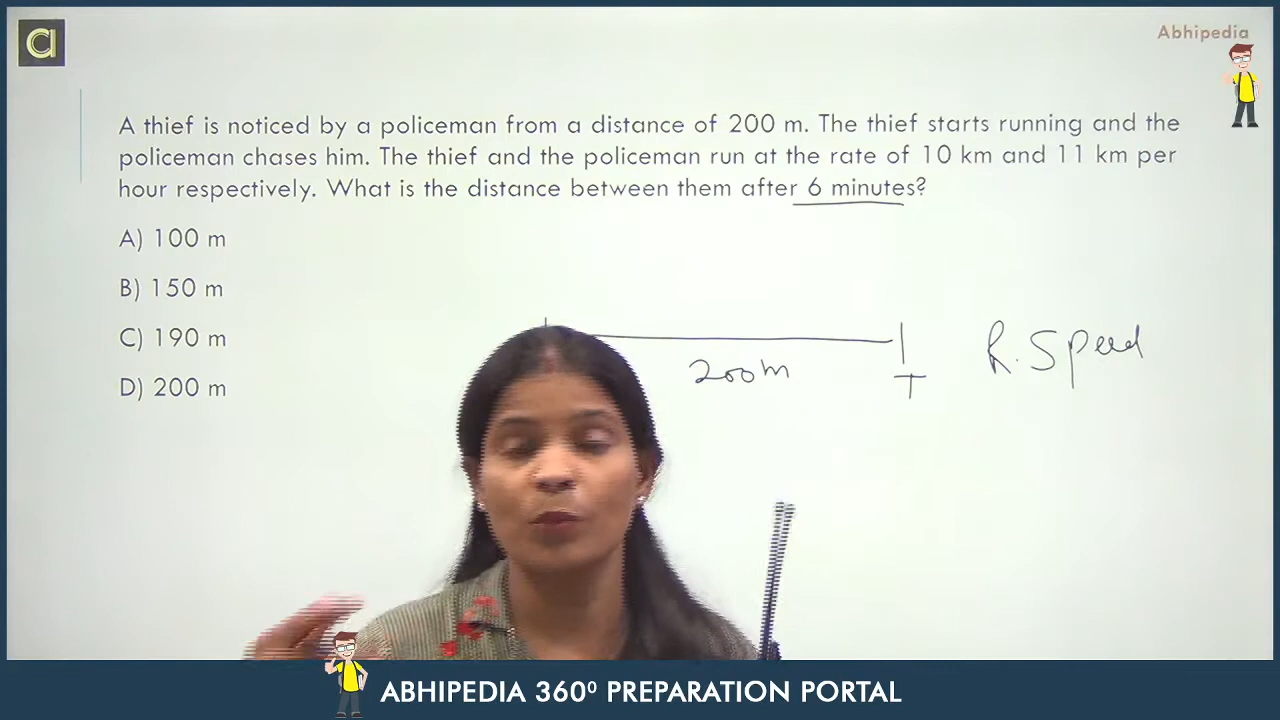 a
Abhipedia
A thief is noticed by a policeman from a distance of 200 m. The thief starts running and the
policeman chases him. The thief and the policeman run at the rate of 10 km and 11 km per
hour respectively. What is the distance between them after 6 minutes?
A) 100 m
B) 150 m
C) 190 m
D) 200 m
200m
T
R. Speed
ABHIPEDIA 360⁰ PREPARATION PORTAL